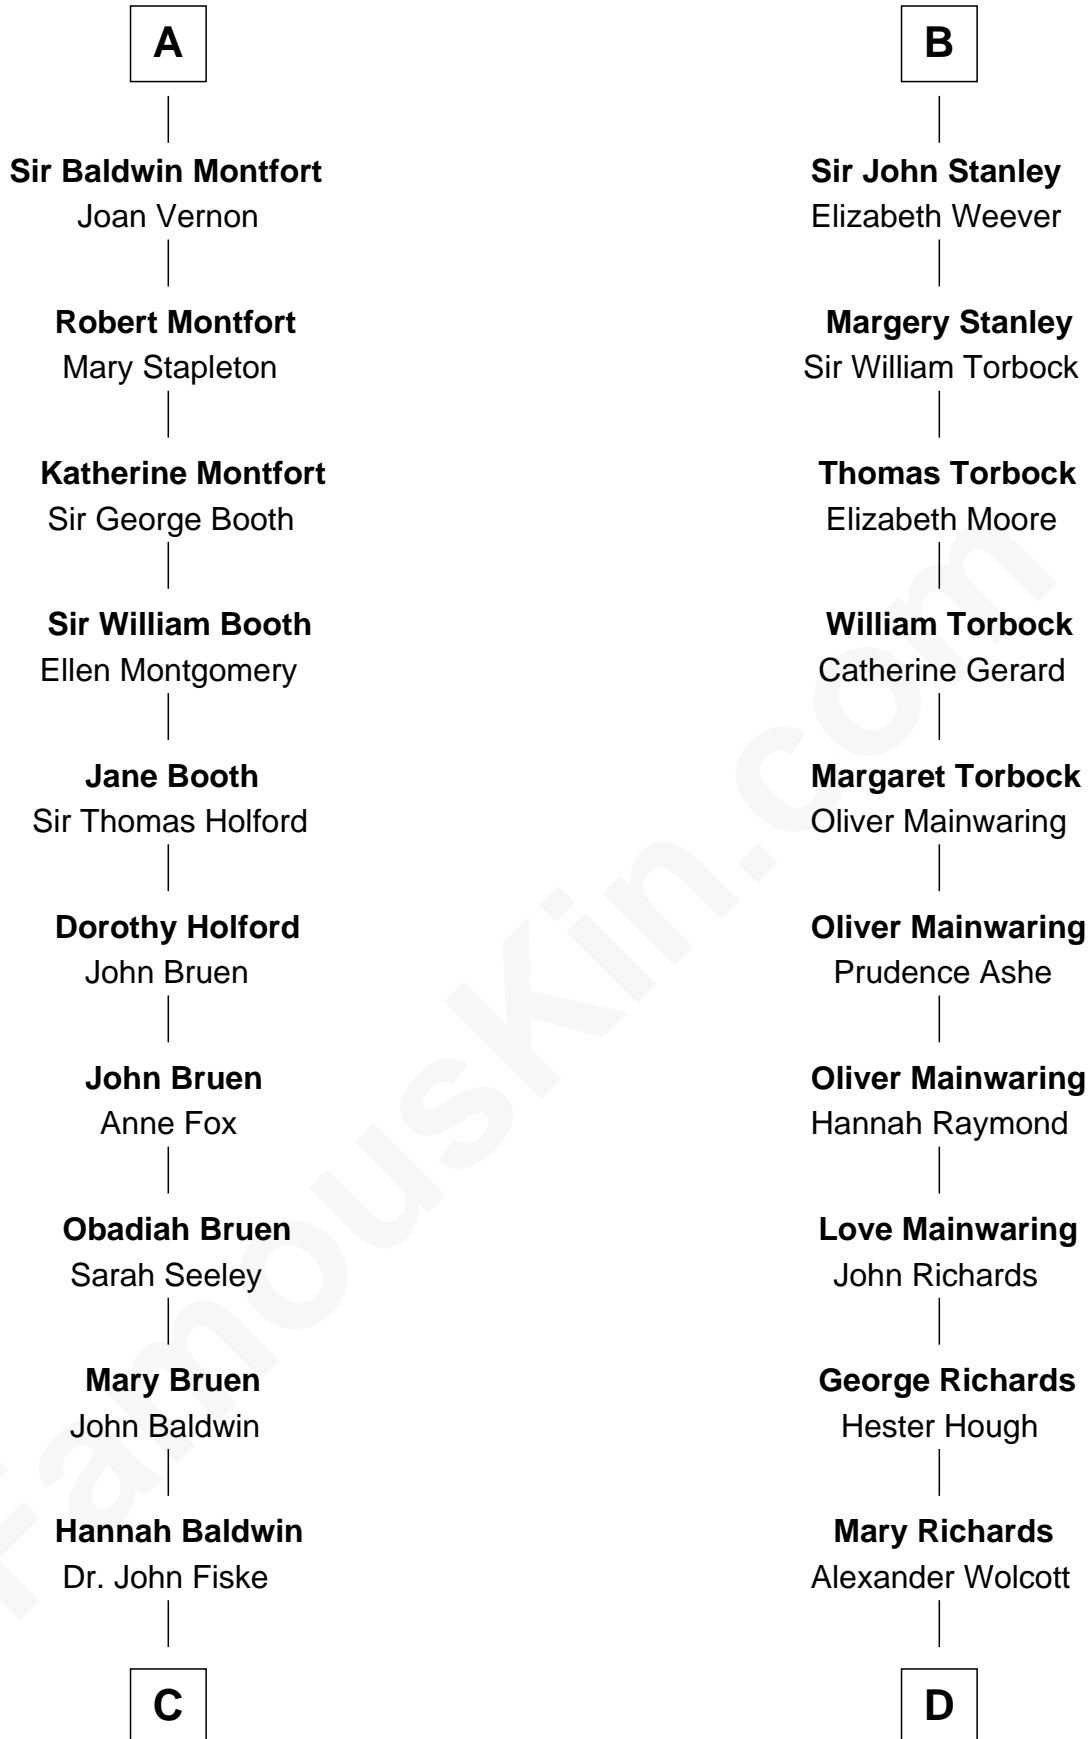 A
Sir Baldwin Montfort
Joan Vernon
Robert Montfort
Mary Stapleton
Katherine Montfort
Sir George Booth
Sir William Booth
Ellen Montgomery
Jane Booth
Sir Thomas Holford
Dorothy Holford
John Bruen
John Bruen
Anne Fox
Obadiah Bruen
Sarah Seeley
Mary Bruen
John Baldwin
Hannah Baldwin
Dr. John Fiske
C
B
Sir John Stanley
Elizabeth Weever
Margery Stanley
Sir William Torbock
Thomas Torbock
Elizabeth Moore
William Torbock
Catherine Gerard
Margaret Torbock
Oliver Mainwaring
Oliver Mainwaring
Prudence Ashe
Oliver Mainwaring
Hannah Raymond
Love Mainwaring
John Richards
George Richards
Hester Hough
Mary Richards
Alexander Wolcott
D
FamousKin.com